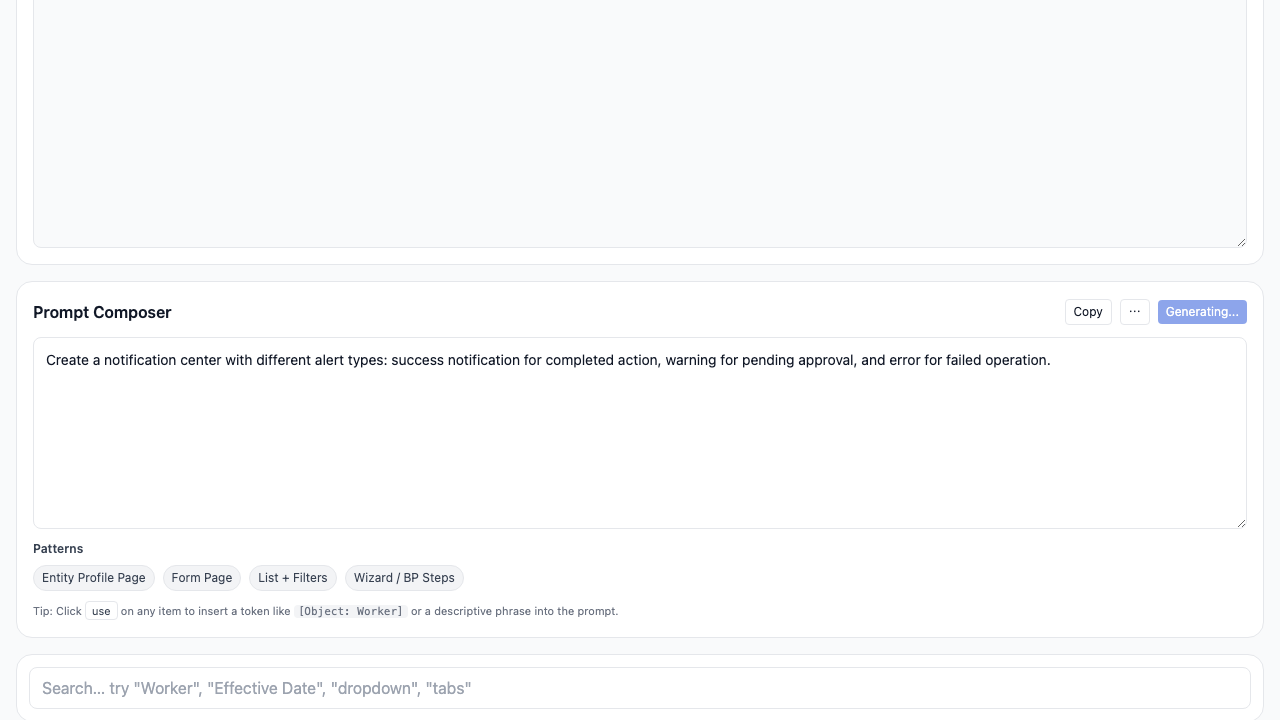 Prompt Composer
Copy
...
Generating...
Create a notification center with different alert types: success notification for completed action, warning for pending approval, and error for failed operation.
Patterns
Entity Profile Page
Form Page
List + Filters
Wizard / BP Steps
Tip: Click use on any item to insert a token like [Object: Worker] or a descriptive phrase into the prompt.
Search... try "Worker", "Effective Date", "dropdown", "tabs"